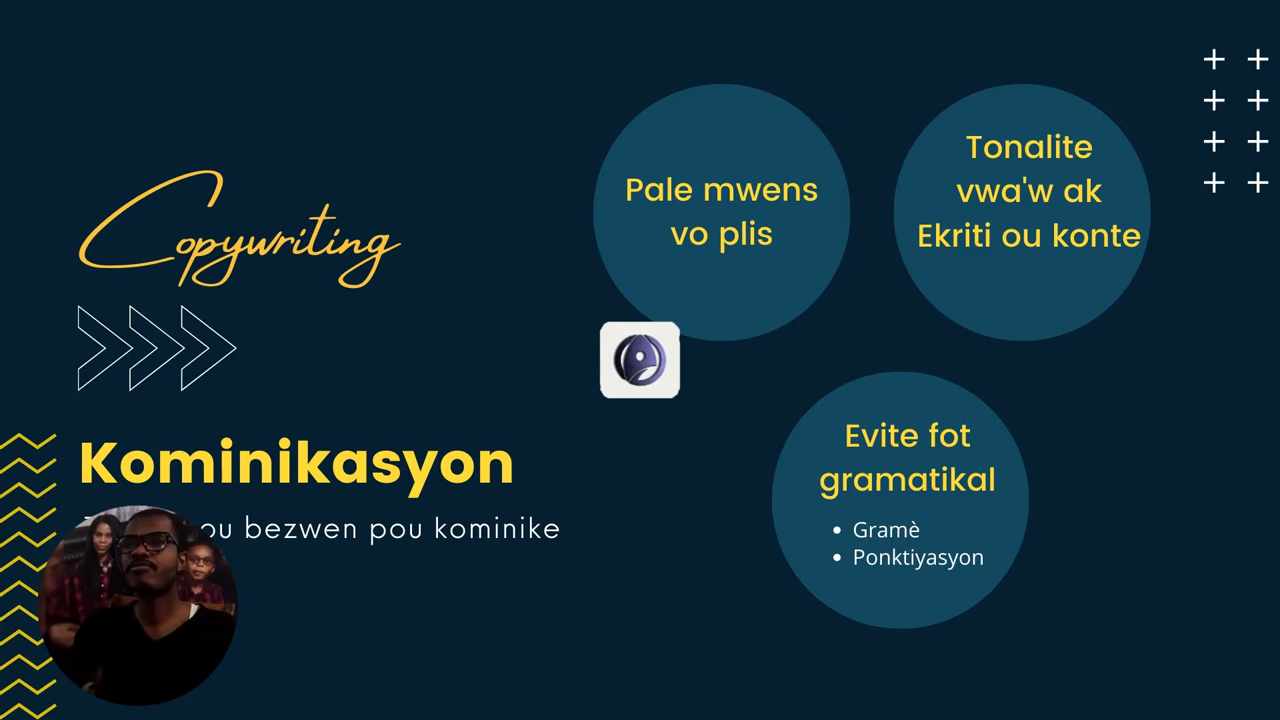 Copywriting
Kominikasyon
ou bezwen pou kominike
Pale mwens
vo plis
Tonalite
vwa'w ak
Ekriti ou konte
Evite fot
gramatikal
Gramè
Ponktiyasyon